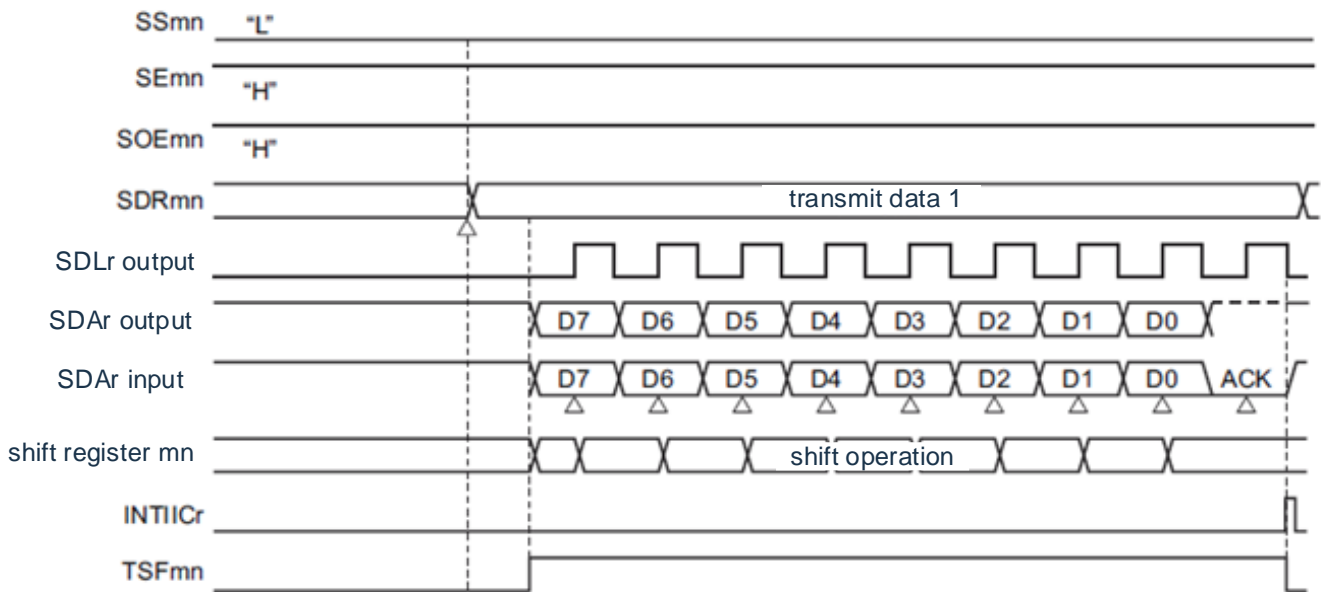 SSmn "L"
SEmn "H"
SOEmn "H"
SDRmn transmit data 1
SDLr output
SDAr output D7 D6 D5 D4 D3 D2 D1 D0
SDAr input D7 D6 D5 D4 D3 D2 D1 D0 ACK
shift register mn shift operation
INTIICr
TSFmn